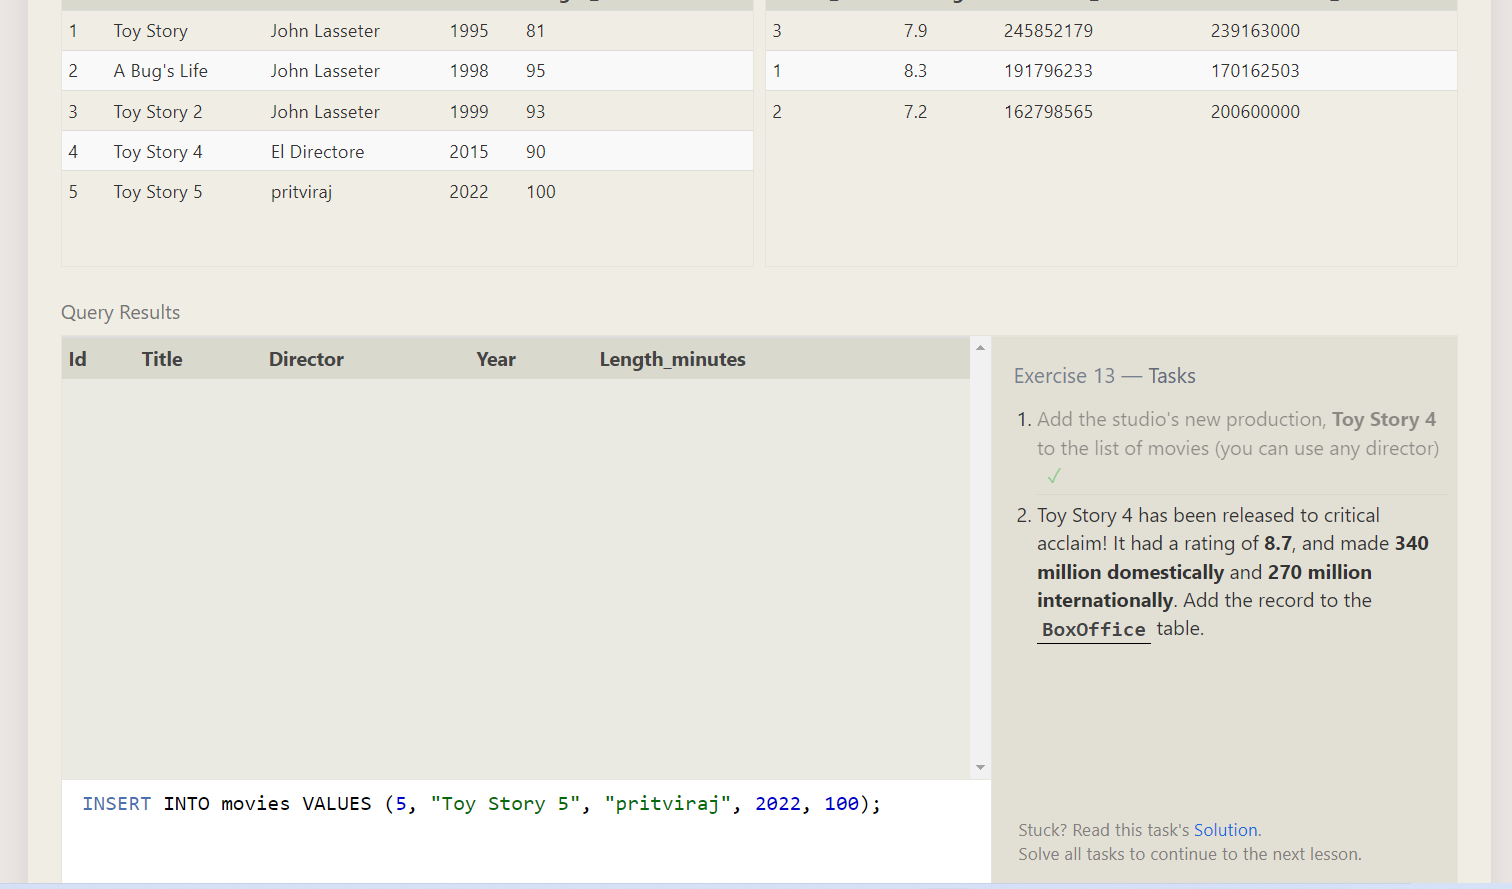 1 Toy Story John Lasseter 1995 81
2 A Bug's Life John Lasseter 1998 95
3 Toy Story 2 John Lasseter 1999 93
4 Toy Story 4 El Directore 2015 90
5 Toy Story 5 pritviraj 2022 100
3 7.9 245852179 239163000
1 8.3 191796233 170162503
2 7.2 162798565 200600000
Query Results
Id Title Director Year Length_minutes
INSERT INTO movies VALUES (5, "Toy Story 5", "pritviraj", 2022, 100);
Exercise 13 — Tasks
1. Add the studio's new production, Toy Story 4
to the list of movies (you can use any director)
✓
2. Toy Story 4 has been released to critical
acclaim! It had a rating of 8.7, and made 340
million domestically and 270 million
internationally. Add the record to the
BoxOffice table.
Stuck? Read this task's Solution.
Solve all tasks to continue to the next lesson.